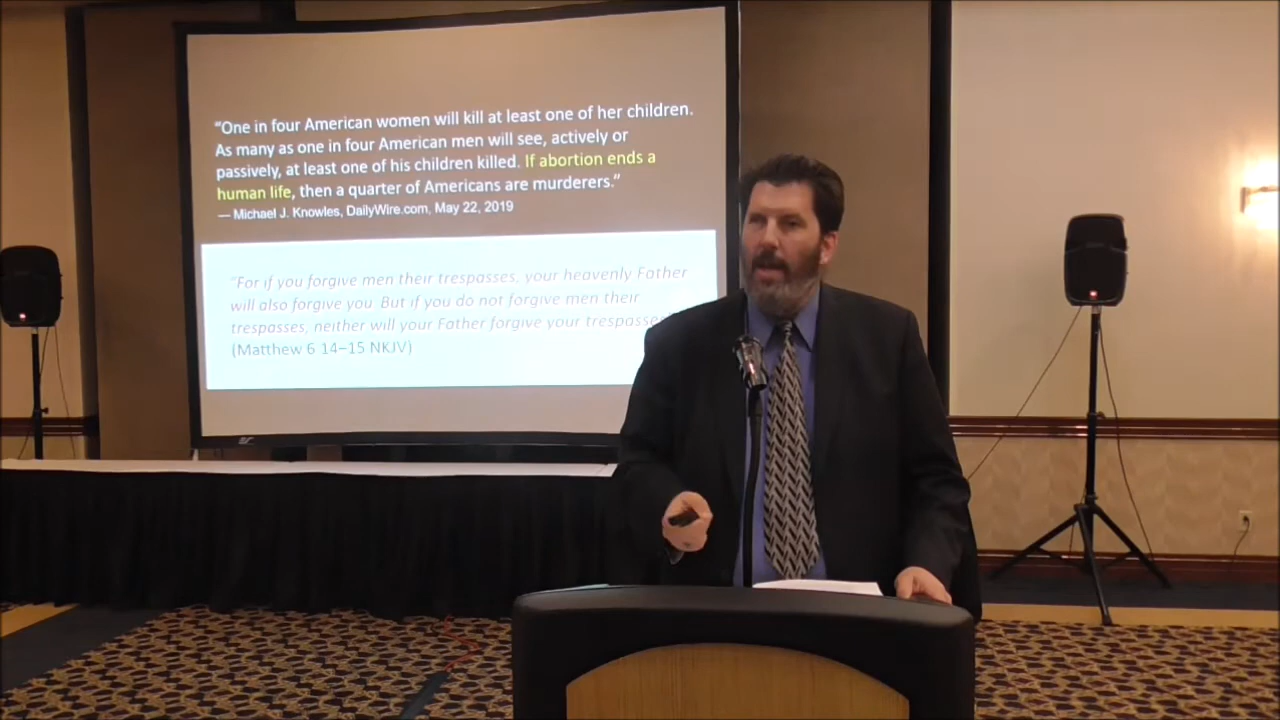 “One in four American women will kill at least one of her children.
As many as one in four American men will see, actively or
passively, at least one of his children killed. If abortion ends a
human life, then a quarter of Americans are murderers.”
— Michael J. Knowles, DailyWire.com, May 22, 2019
“For if you forgive men their trespasses, your heavenly Father
will also forgive you. But if you do not forgive men their
trespasses, neither will your Father forgive your trespasses
(Matthew 6 14–15 NKJV)